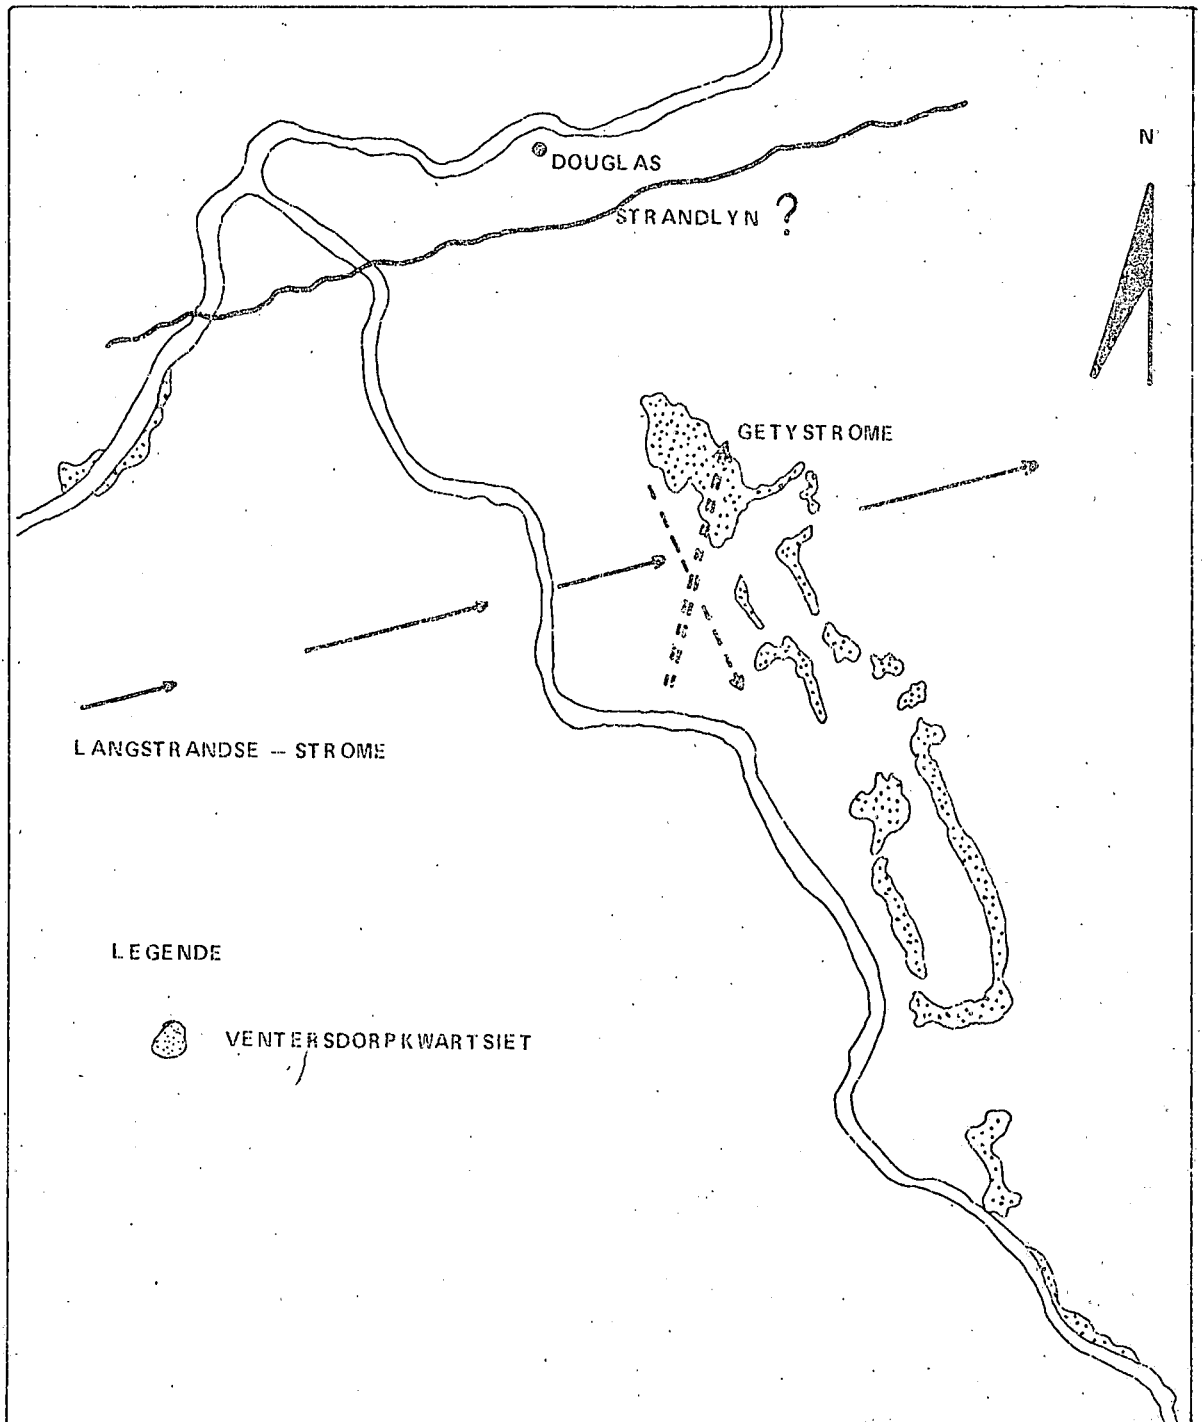 N
DOUGLAS
STRANDLYN ?
GETYSTROME
LANGSTRANDSE - STROME
LEGENDE
VENTERSDORPKWARTSIET